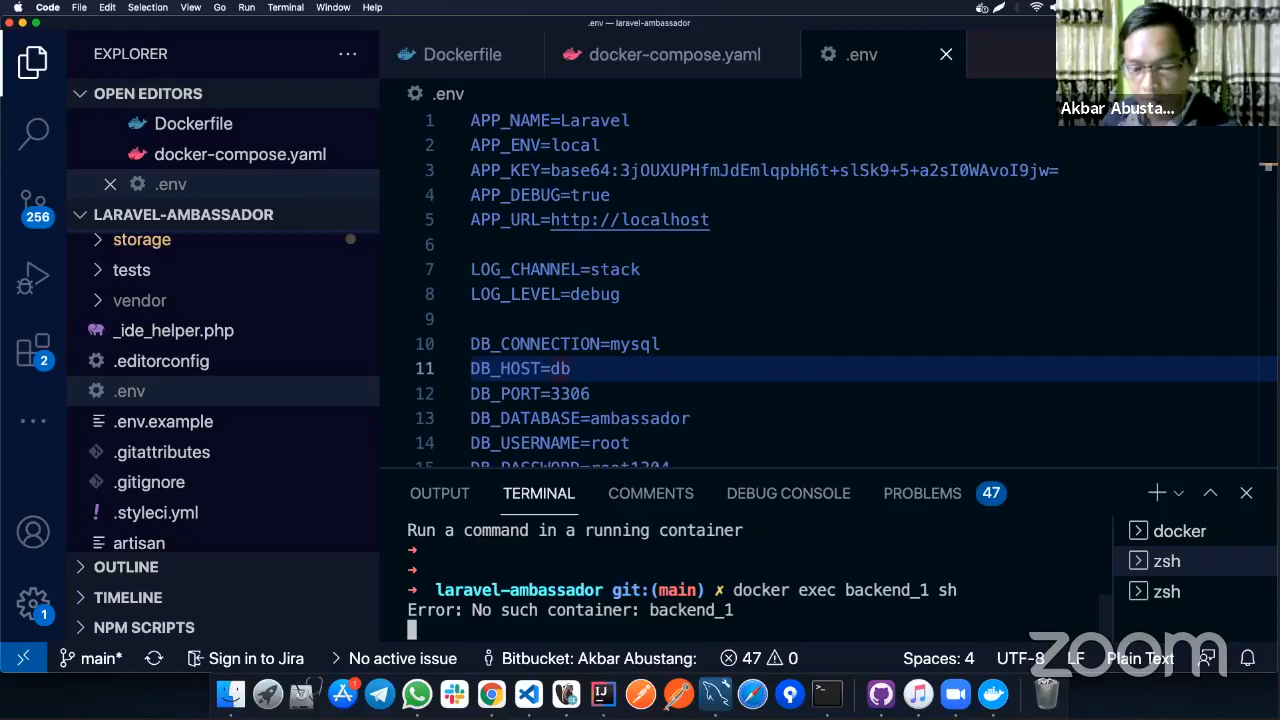 Code File Edit Selection View Go Run Terminal Window Help
.env — laravel-ambassador
EXPLORER
OPEN EDITORS
Dockerfile
docker-compose.yaml
.env
LARAVEL-AMBASSADOR
storage
tests
vendor
_ide_helper.php
.editorconfig
.env
.env.example
.gitattributes
.gitignore
.styleci.yml
artisan
OUTLINE
TIMELINE
NPM SCRIPTS
256
2
1
Dockerfile
docker-compose.yaml
.env
.env
1 APP_NAME=Laravel
2 APP_ENV=local
3 APP_KEY=base64:3jOUXUPHfmJdEmlqpbH6t+slSk9+5+a2sI0WAvoI9jw=
4 APP_DEBUG=true
5 APP_URL=http://localhost
6
7 LOG_CHANNEL=stack
8 LOG_LEVEL=debug
9
10 DB_CONNECTION=mysql
11 DB_HOST=db
12 DB_PORT=3306
13 DB_DATABASE=ambassador
14 DB_USERNAME=root
15 DB_PASSWORD=root1304
Akbar Abusta...
OUTPUT TERMINAL COMMENTS DEBUG CONSOLE PROBLEMS 47
Run a command in a running container
laravel-ambassador git:(main) ✗ docker exec backend_1 sh
Error: No such container: backend_1
docker
zsh
zsh
main* Sign in to Jira No active issue Bitbucket: Akbar Abustang: 47 0 Spaces: 4 UTF-8 LF Plain Text
zoom
1